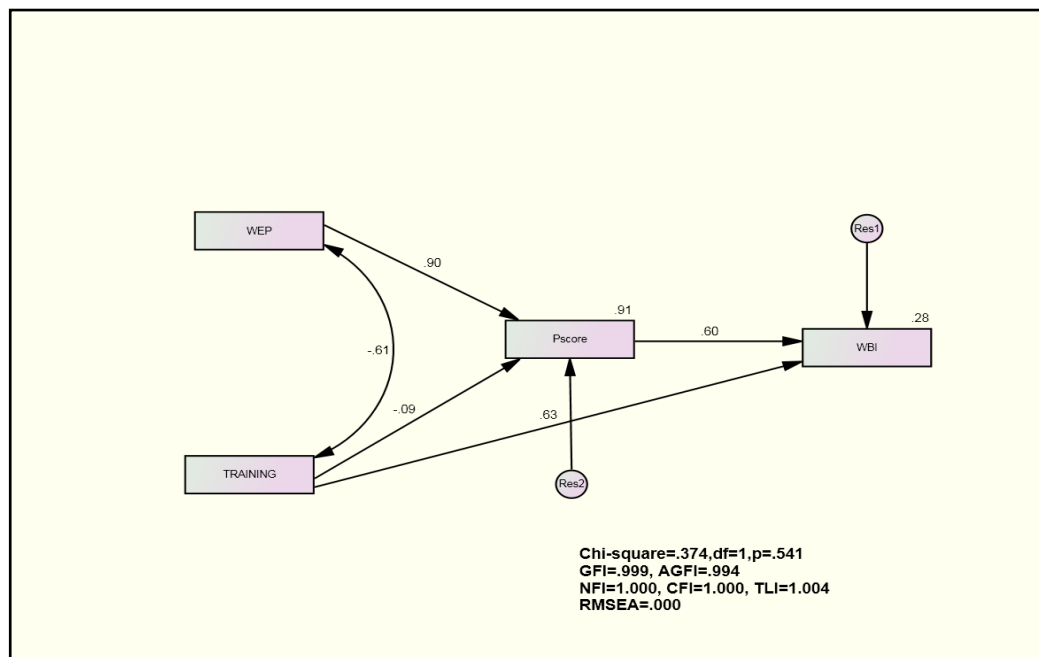 WEP
Res1
.90
.91
.28
Pscore
.60
WBI
-.61
-.09
.63
TRAINING
Res2
Chi-square=.374,df=1,p=.541
GFI=.999, AGFI=.994
NFI=1.000, CFI=1.000, TLI=1.004
RMSEA=.000